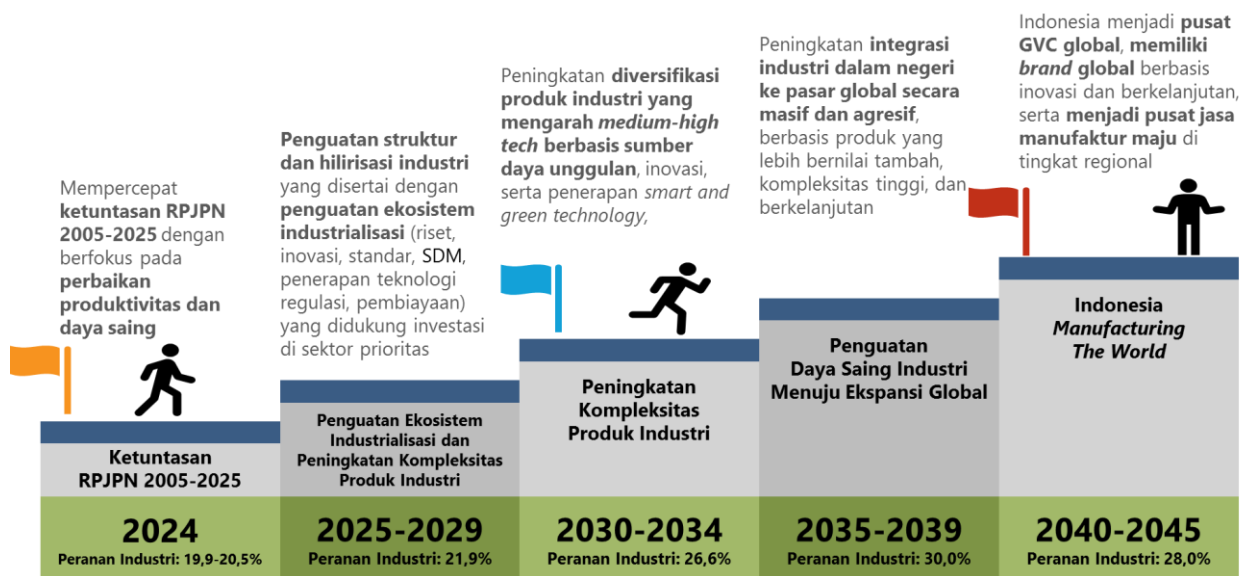 Mempercepat
ketuntasan RPJPN
2005-2025 dengan
berfokus pada
perbaikan
produktivitas dan
daya saing
Ketuntasan
RPJPN 2005-2025
2024
Peranan Industri: 19,9-20,5%
Penguatan struktur
dan hilirisasi industri
yang disertai dengan
penguatan ekosistem
industrialisasi (riset,
inovasi, standar, SDM,
penerapan teknologi
regulasi, pembiayaan)
yang didukung investasi
di sektor prioritas
Penguatan Ekosistem
Industrialisasi dan
Peningkatan Kompleksitas
Produk Industri
2025-2029
Peranan Industri: 21,9%
Peningkatan diversifikasi
produk industri yang
mengarah medium-high
tech berbasis sumber
daya unggulan, inovasi,
serta penerapan smart and
green technology,
Peningkatan
Kompleksitas
Produk Industri
2030-2034
Peranan Industri: 26,6%
Peningkatan integrasi
industri dalam negeri
ke pasar global secara
masif dan agresif,
berbasis produk yang
lebih bernilai tambah,
kompleksitas tinggi, dan
berkelanjutan
Penguatan
Daya Saing Industri
Menuju Ekspansi Global
2035-2039
Peranan Industri: 30,0%
Indonesia menjadi pusat
GVC global, memiliki
brand global berbasis
inovasi dan berkelanjutan,
serta menjadi pusat jasa
manufaktur maju di
tingkat regional
Indonesia
Manufacturing
The World
2040-2045
Peranan Industri: 28,0%